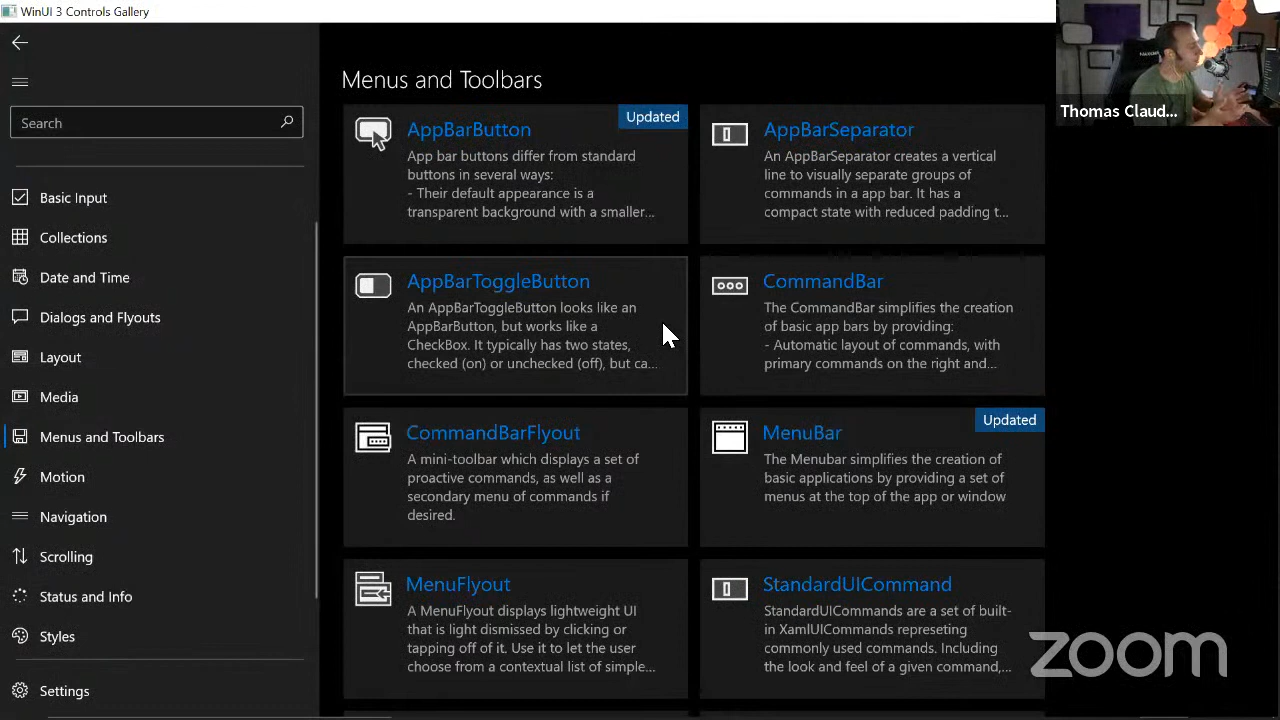 WinUI 3 Controls Gallery
Thomas Claud...
Search
Basic Input
Collections
Date and Time
Dialogs and Flyouts
Layout
Media
Menus and Toolbars
Motion
Navigation
Scrolling
Status and Info
Styles
Settings
Menus and Toolbars
AppBarButton
Updated
App bar buttons differ from standard
buttons in several ways:
- Their default appearance is a
transparent background with a smaller...
AppBarSeparator
An AppBarSeparator creates a vertical
line to visually separate groups of
commands in a app bar. It has a
compact state with reduced padding t...
AppBarToggleButton
An AppBarToggleButton looks like an
AppBarButton, but works like a
CheckBox. It typically has two states,
checked (on) or unchecked (off), but ca...
CommandBar
The CommandBar simplifies the creation
of basic app bars by providing:
- Automatic layout of commands, with
primary commands on the right and...
CommandBarFlyout
A mini-toolbar which displays a set of
proactive commands, as well as a
secondary menu of commands if
desired.
MenuBar
Updated
The Menubar simplifies the creation of
basic applications by providing a set of
menus at the top of the app or window
MenuFlyout
A MenuFlyout displays lightweight UI
that is light dismissed by clicking or
tapping off of it. Use it to let the user
choose from a contextual list of simple...
StandardUICommand
StandardUICommands are a set of built-
in XamlUICommands represeting
commonly used commands. Including
the look and feel of a given command,...
zoom